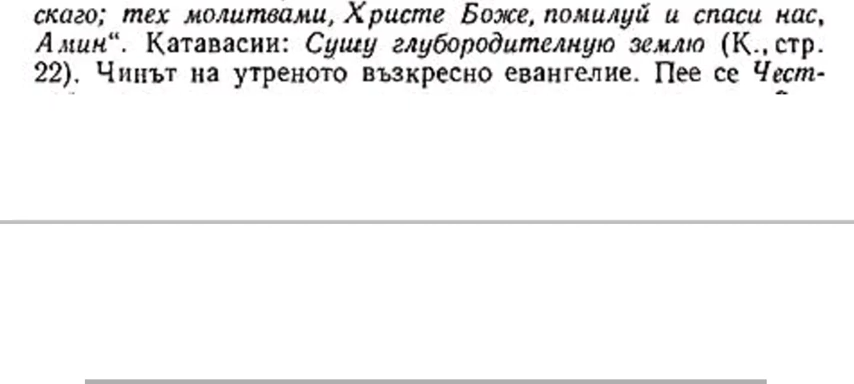 скаго; тех молитвами, Христе Боже, помилуй и спаси нас,
Амин“. Катавасии: Сушу глубородителную землю (К., стр.
22). Чинът на утреното възкресно евангелие. Пее се Чест-